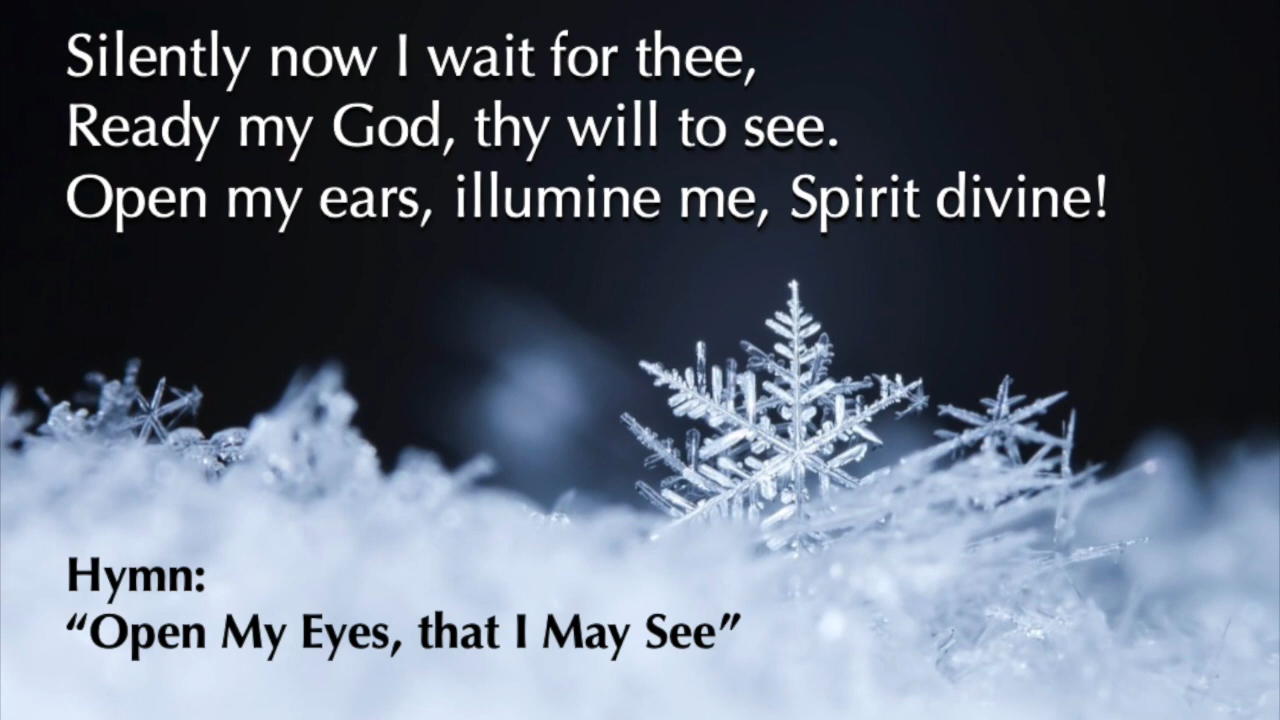 Silently now I wait for thee,
Ready my God, thy will to see.
Open my ears, illumine me, Spirit divine!
Hymn:
“Open My Eyes, that I May See”